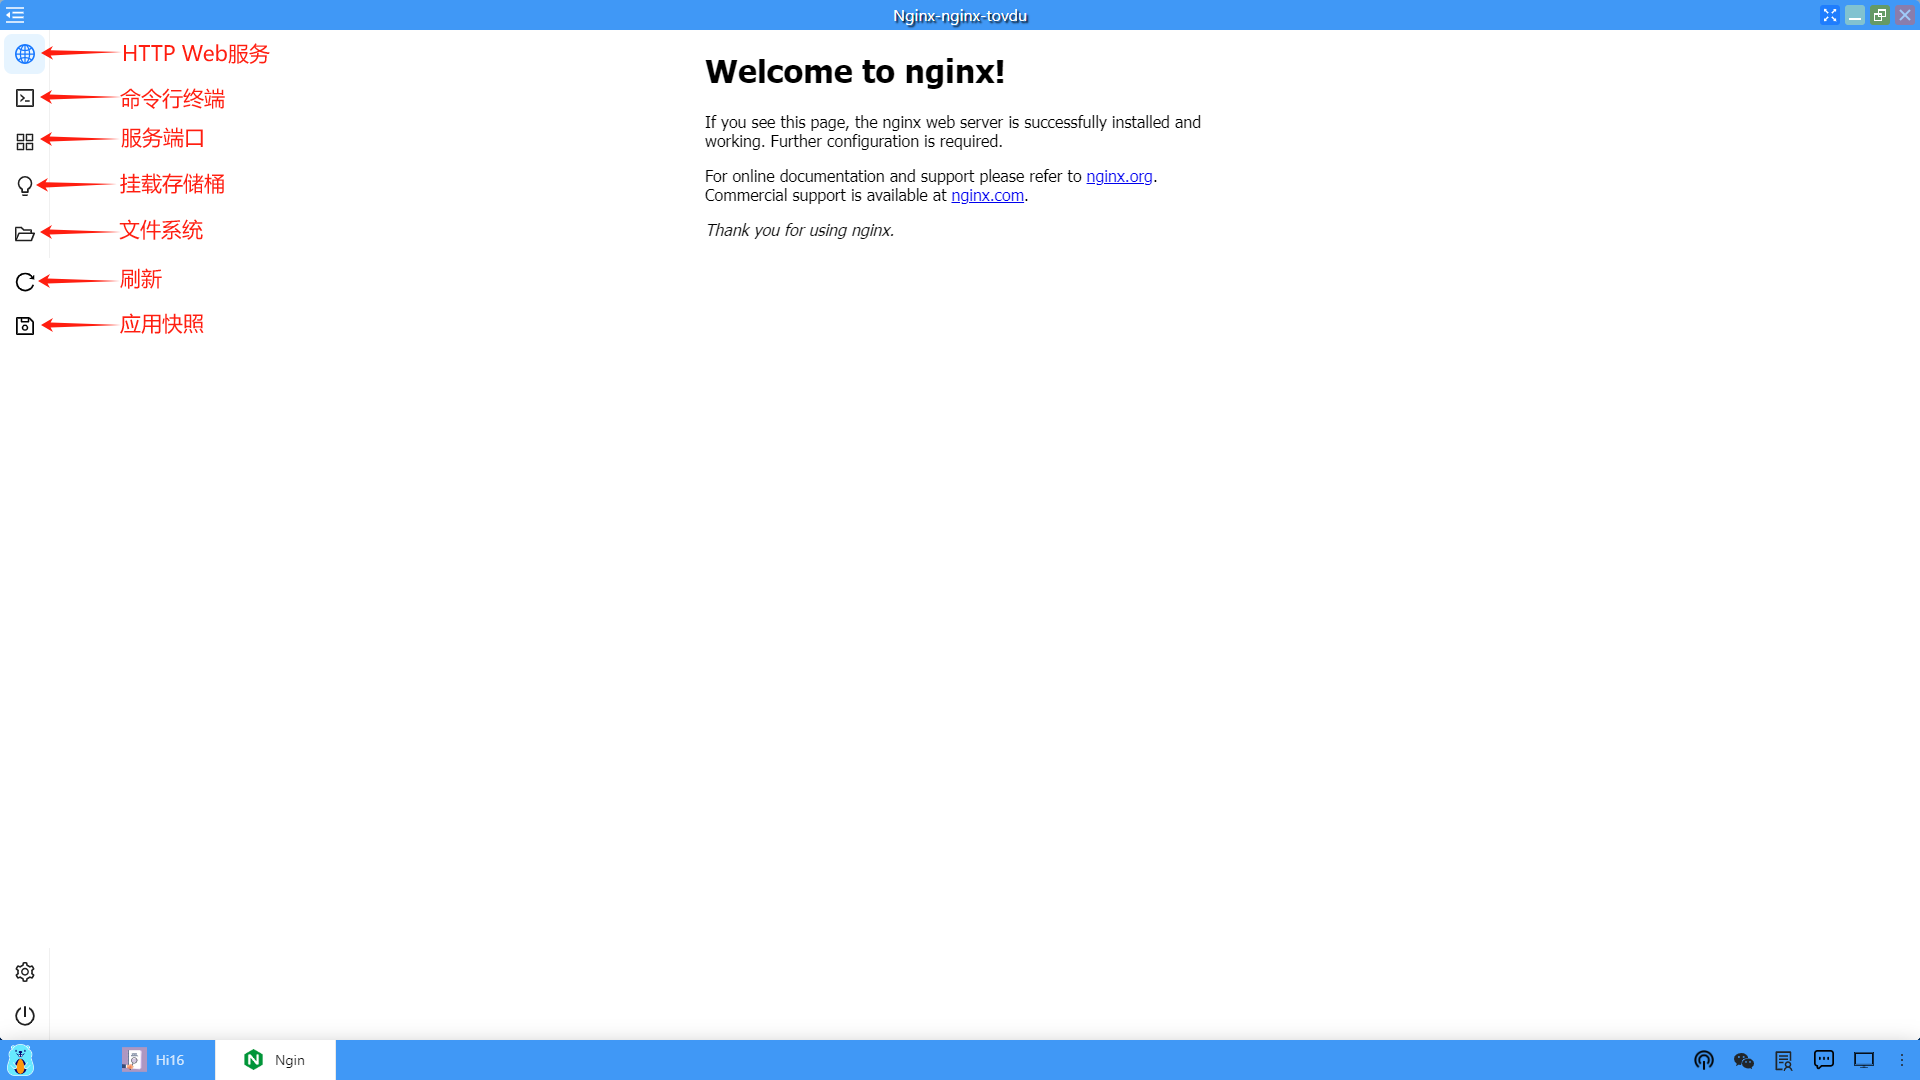 Nginx-nginx-tovdu
HTTP Web服务
命令行终端
服务端口
挂载存储桶
文件系统
刷新
应用快照
Welcome to nginx!
If you see this page, the nginx web server is successfully installed and
working. Further configuration is required.
For online documentation and support please refer to nginx.org.
Commercial support is available at nginx.com.
Thank you for using nginx.
Hi16
Ngin